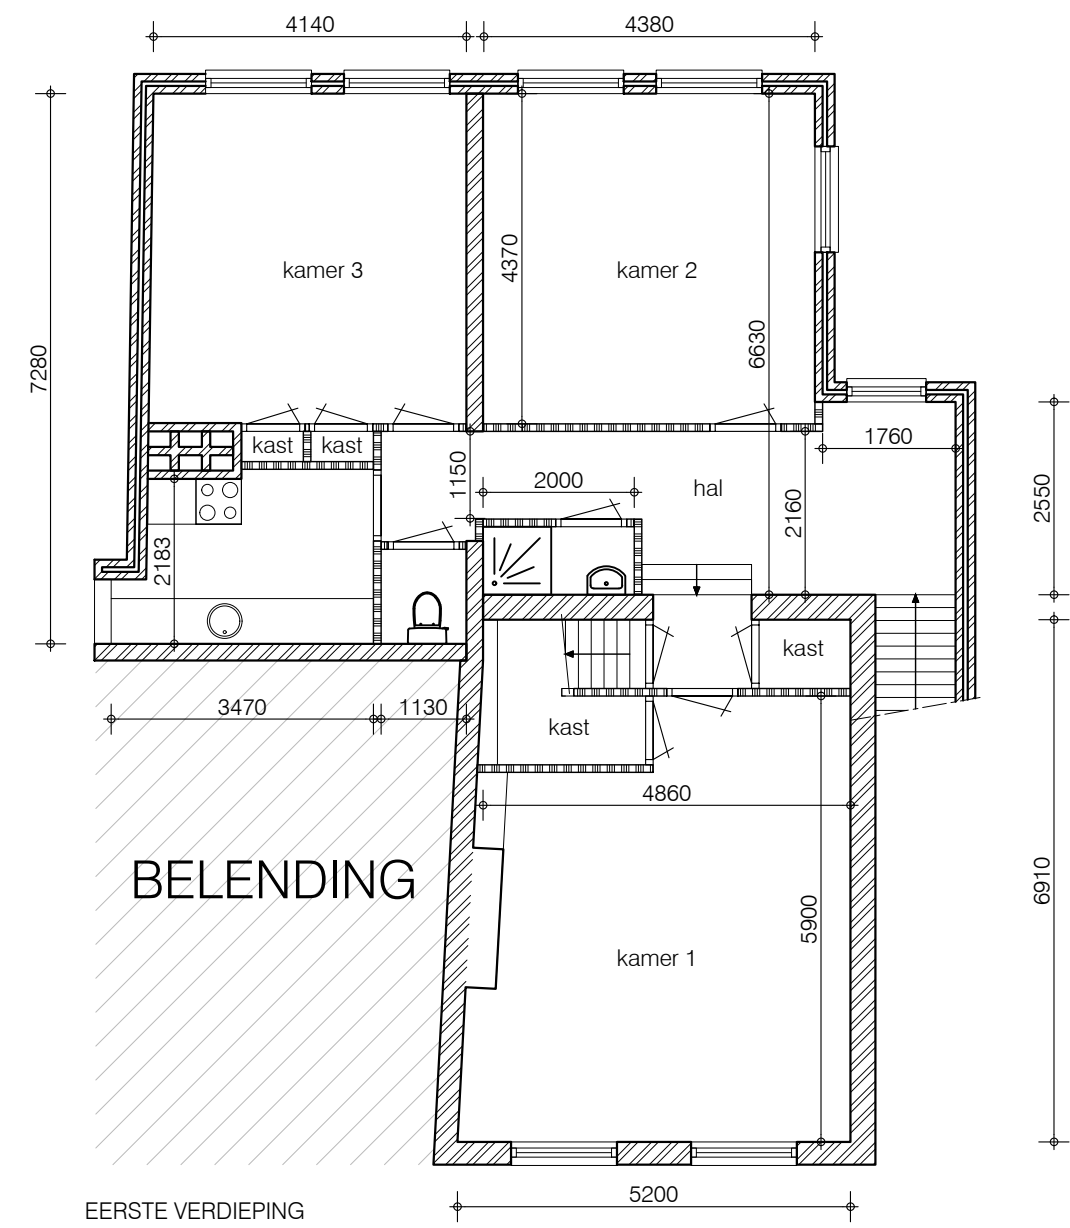 4140 4380
kamer 3 kamer 2
4370
6630
7280
kast kast
1760
1150
2000
hal
2160
2550
2183
kast
3470 1130
kast
4860
BELENDING
6910
5900
kamer 1
5200
EERSTE VERDIEPING